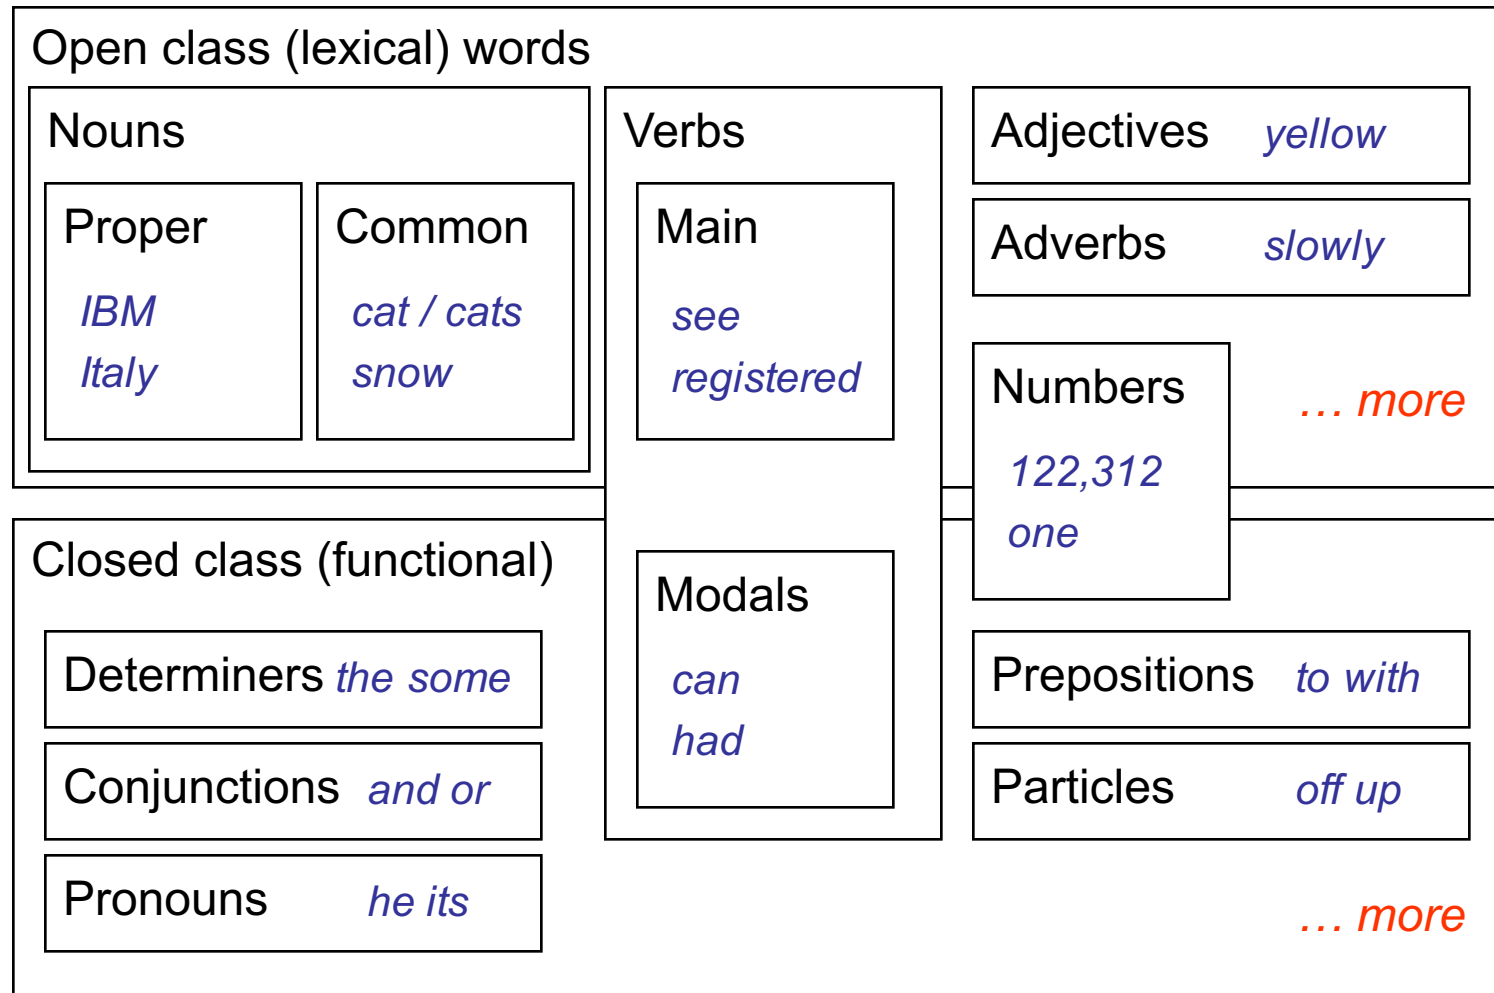 Open class (lexical) words
Nouns
Proper
IBM
Italy
Common
cat / cats
snow
Verbs
Main
see
registered
Adjectives yellow
Adverbs slowly
Numbers
122,312
one
… more
Closed class (functional)
Determiners the some
Conjunctions and or
Pronouns he its
Modals
can
had
Prepositions to with
Particles off up
… more